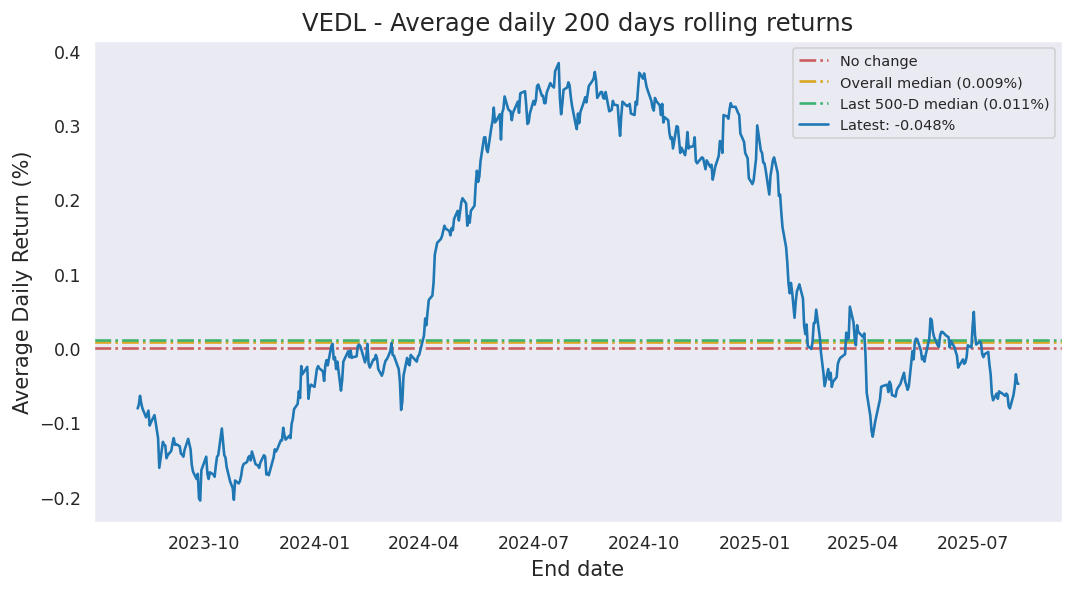 VEDL - Average daily 200 days rolling returns
Average Daily Return (%)
0.4
0.3
0.2
0.1
0.0
−0.1
−0.2
No change
Overall median (0.009%)
Last 500-D median (0.011%)
Latest: -0.048%
2023-10 2024-01 2024-04 2024-07 2024-10 2025-01 2025-04 2025-07
End date